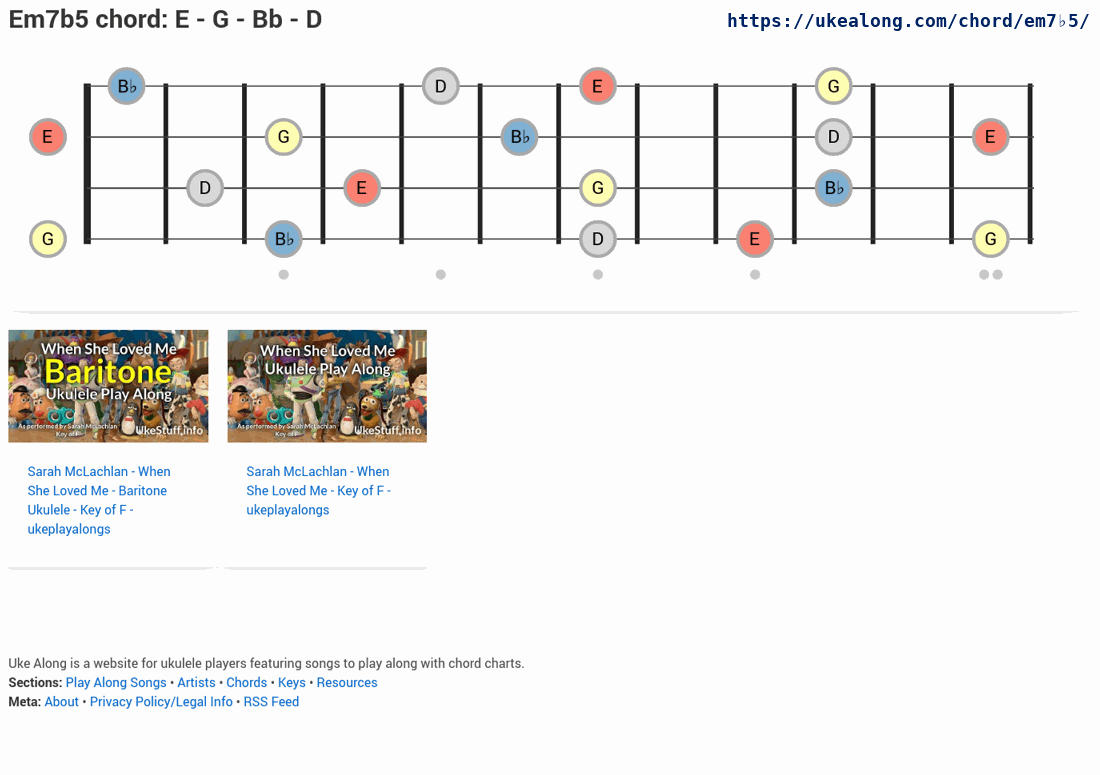 Em7b5 chord: E - G - Bb - D
https://ukealong.com/chord/em7♭5/
B♭ D E G
E G B♭ D E
D E G B♭
G B♭ D E G
When She Loved Me
Baritone
Ukulele Play Along
As performed by Sarah McLachlan
Key of F
UkeStuff.info
When She Loved Me
Ukulele Play Along
As performed by Sarah McLachlan
Key of F
UkeStuff.info
Sarah McLachlan - When
She Loved Me - Baritone
Ukulele - Key of F -
ukeplayalongs
Sarah McLachlan - When
She Loved Me - Key of F -
ukeplayalongs
Uke Along is a website for ukulele players featuring songs to play along with chord charts.
Sections: Play Along Songs • Artists • Chords • Keys • Resources
Meta: About • Privacy Policy/Legal Info • RSS Feed